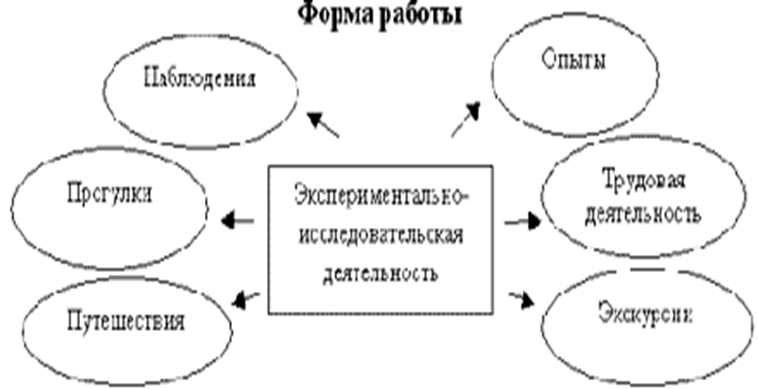 Форма работы
Наблюдения
Опыты
Прогулки
Экспериментально-
исследовательская
деятельность
Трудовая
деятельность
Путешествия
Экскурсии